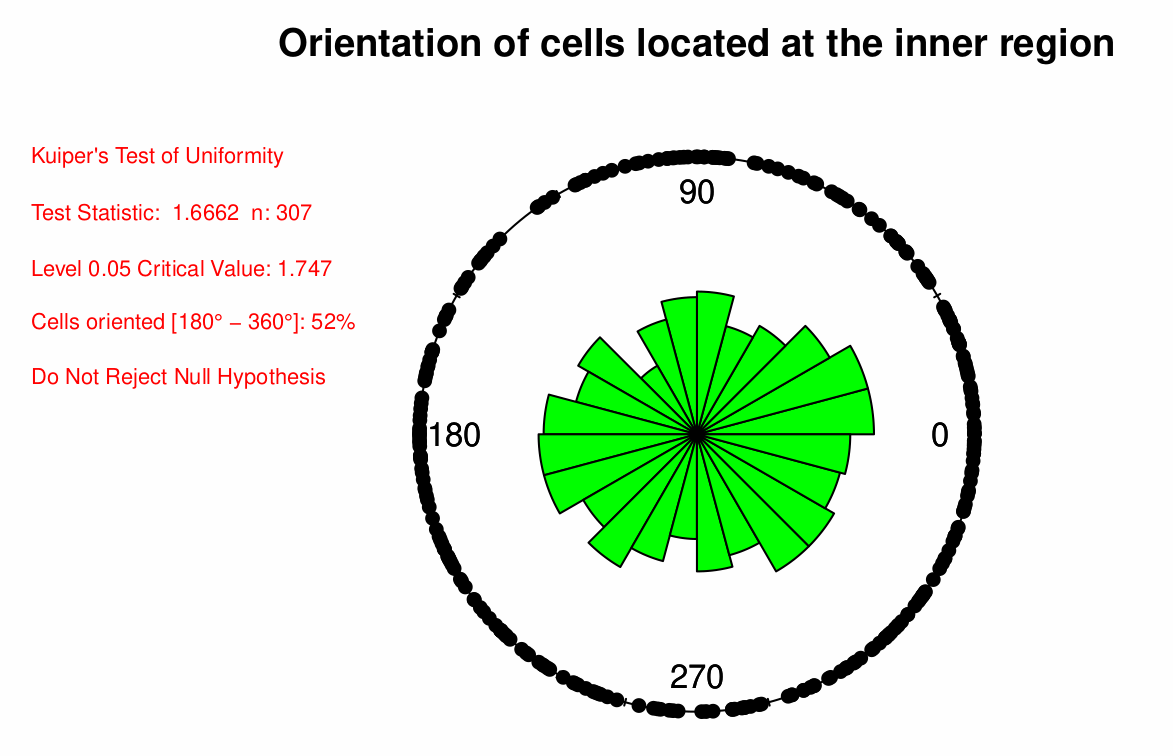 Orientation of cells located at the inner region
Kuiper's Test of Uniformity
Test Statistic:  1.6662  n: 307
Level 0.05 Critical Value: 1.747
Cells oriented [180° − 360°]: 52%
Do Not Reject Null Hypothesis
90
180
0
270